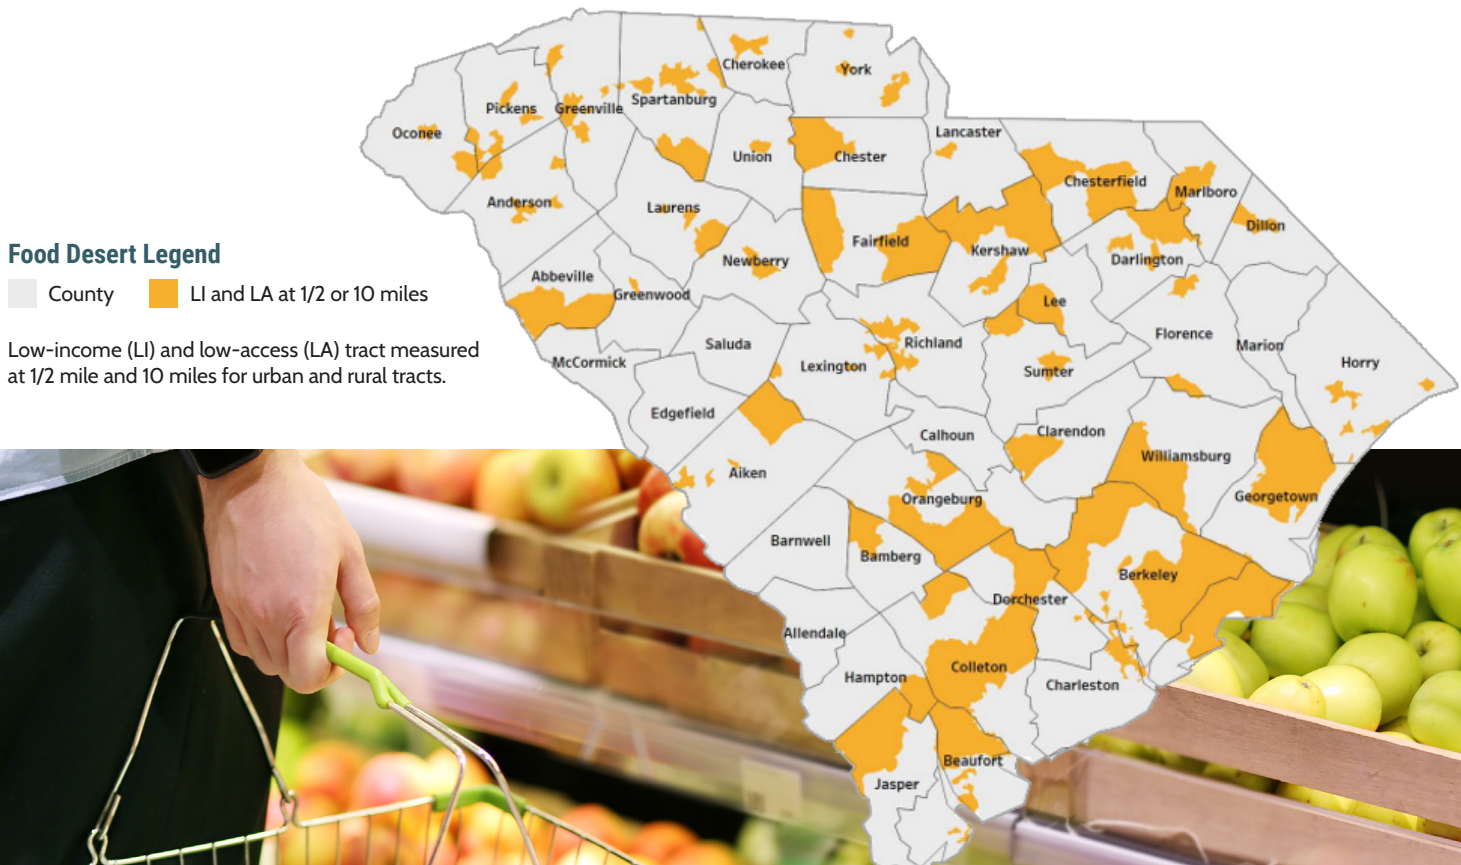 Cherokee
York
Pickens
Greenville
Spartanburg
Oconee
Lancaster
Union
Chester
Chesterfield
Marlboro
Anderson
Laurens
Dillon
Fairfield
Kershaw
Food Desert Legend
Newberry
Darlington
Abbeville
County
LI and LA at 1/2 or 10 miles
Greenwood
Lee
Florence
Low-income (LI) and low-access (LA) tract measured
at 1/2 mile and 10 miles for urban and rural tracts.
Saluda
Richland
Marion
McCormick
Lexington
Sumter
Horry
Edgefield
Calhoun
Clarendon
Williamsburg
Aiken
Orangeburg
Georgetown
Barnwell
Bamberg
Berkeley
Dorchester
Allendale
Colleton
Hampton
Charleston
Beaufort
Jasper